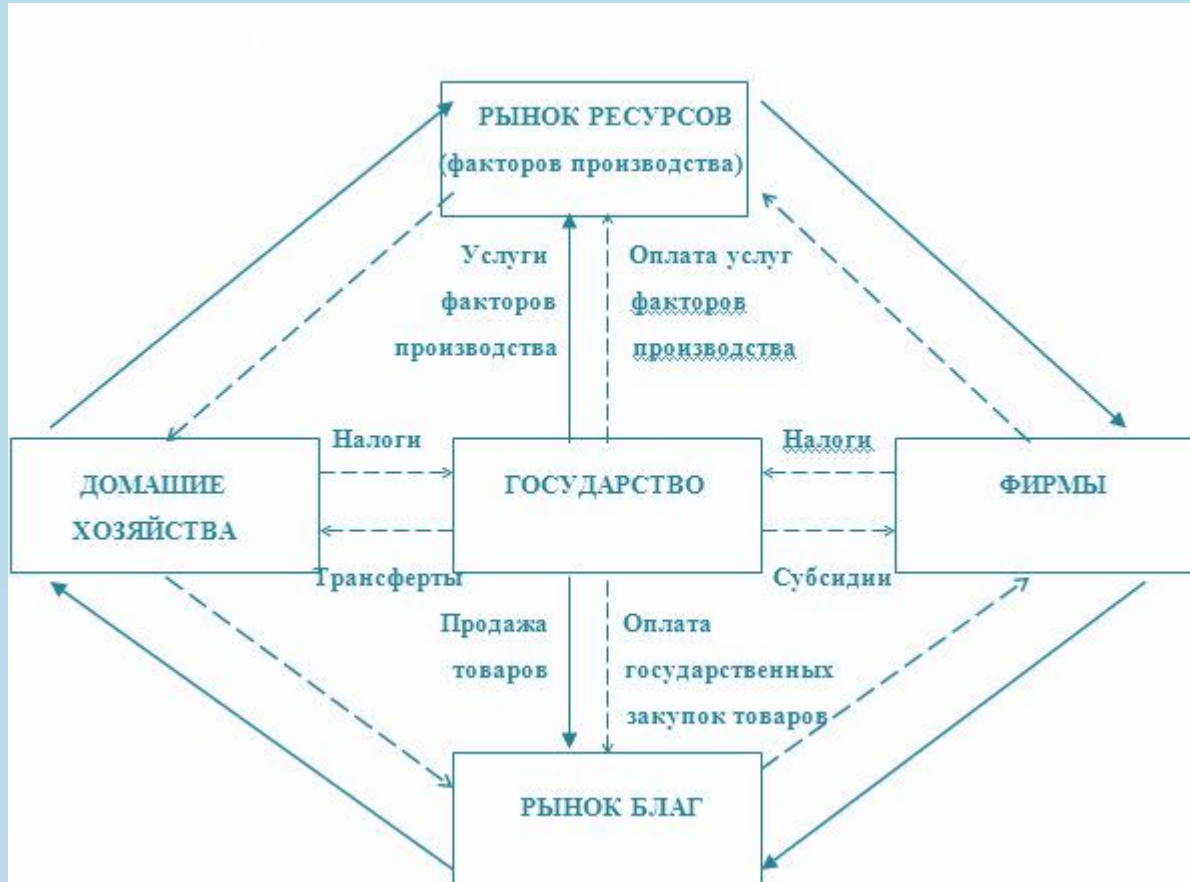 РЫНОК РЕСУРСОВ
(факторов производства)
Услуги
факторов
производства
Оплата услуг
факторов
производства
Налоги
Налоги
ДОМАШИЕ
ХОЗЯЙСТВА
ГОСУДАРСТВО
ФИРМЫ
Трансферты
Субсидии
Продажа
товаров
Оплата
государственных
закупок товаров
РЫНОК БЛАГ